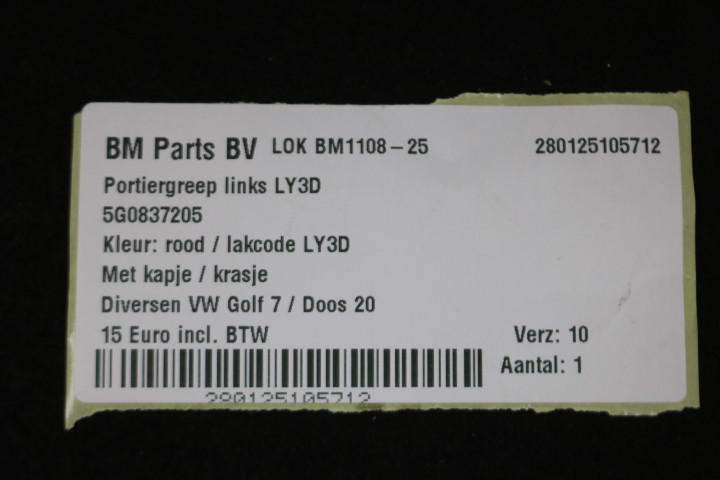 BM Parts BV LOK BM1108-25 280125105712
Portiergreep links LY3D
5G0837205
Kleur: rood / lakcode LY3D
Met kapje / krasje
Diversen VW Golf 7 / Doos 20
15 Euro incl. BTW Verz: 10
Aantal: 1
280125105712